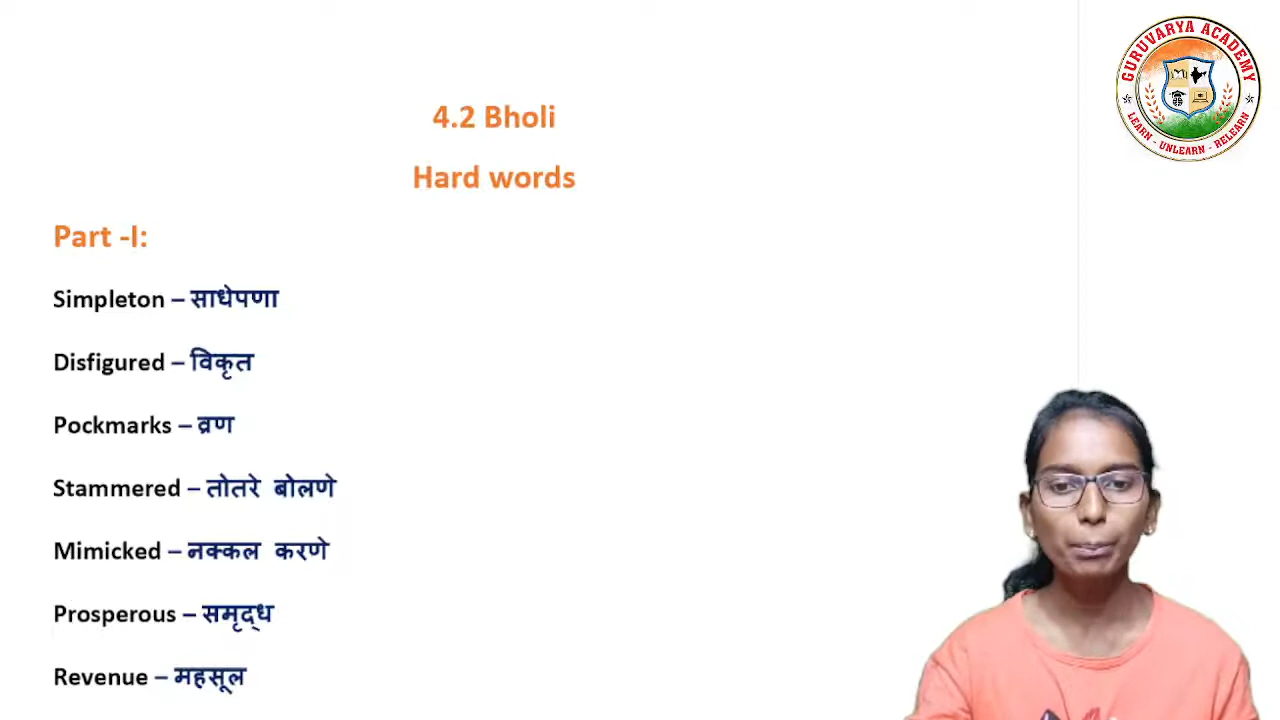 GURUVARYA ACADEMY
LEARN - UNLEARN - RELEARN
4.2 Bholi
Hard words
Part -I:
Simpleton – साधेपणा
Disfigured – विकृत
Pockmarks – व्रण
Stammered – तोतरे बोलणे
Mimicked – नक्कल करणे
Prosperous – समृद्ध
Revenue – महसूल